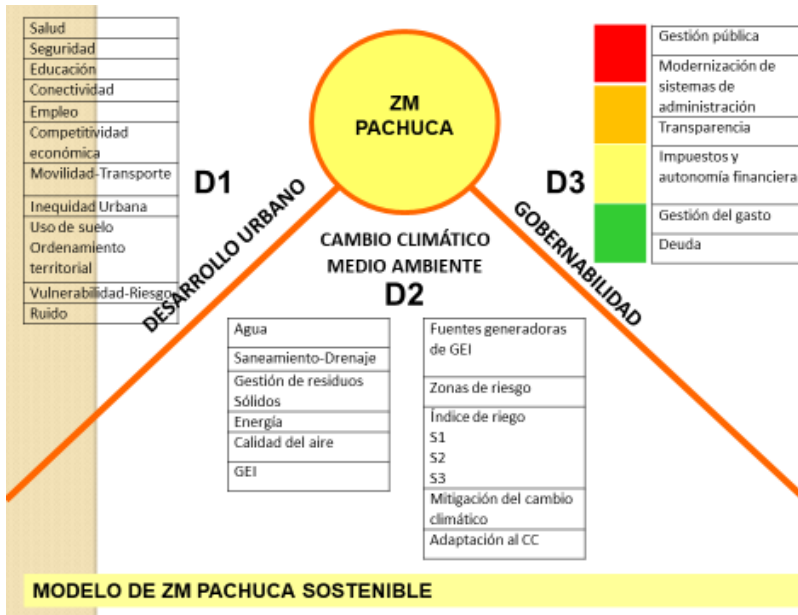 Salud
Seguridad
Educación
Conectividad
Empleo
Competitividad
económica
Movilidad-Transporte
Inequidad Urbana
Uso de suelo
Ordenamiento
territorial
Vulnerabilidad-Riesgo
Ruido
D1
DESARROLLO URBANO
ZM
PACHUCA
CAMBIO CLIMÁTICO
MEDIO AMBIENTE
D2
Agua
Saneamiento-Drenaje
Gestión de residuos
Sólidos
Energía
Calidad del aire
GEI
Fuentes generadoras
de GEI
Zonas de riesgo
Índice de riego
S1
S2
S3
Mitigación del cambio
climático
Adaptación al CC
D3
GOBERNABILIDAD
Gestión pública
Modernización de
sistemas de
administración
Transparencia
Impuestos y
autonomía financiera
Gestión del gasto
Deuda
MODELO DE ZM PACHUCA SOSTENIBLE